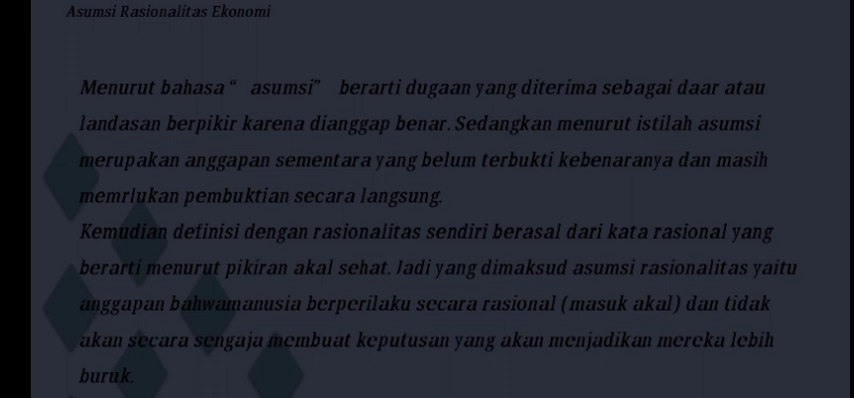 Asumsi Rasionalitas Ekonomi
Menurut bahasa “ asumsi” berarti dugaan yang diterima sebagai daar atau
landasan berpikir karena dianggap benar. Sedangkan menurut istilah asumsi
merupakan anggapan sementara yang belum terbukti kebenaranya dan masih
memrlukan pembuktian secara langsung.
Kemudian definisi dengan rasionalitas sendiri berasal dari kata rasional yang
berarti menurut pikiran akal sehat. Jadi yang dimaksud asumsi rasionalitas yaitu
anggapan bahwamanusia berperilaku secara rasional (masuk akal) dan tidak
akan secara sengaja membuat keputusan yang akan menjadikan mereka lebih
buruk.